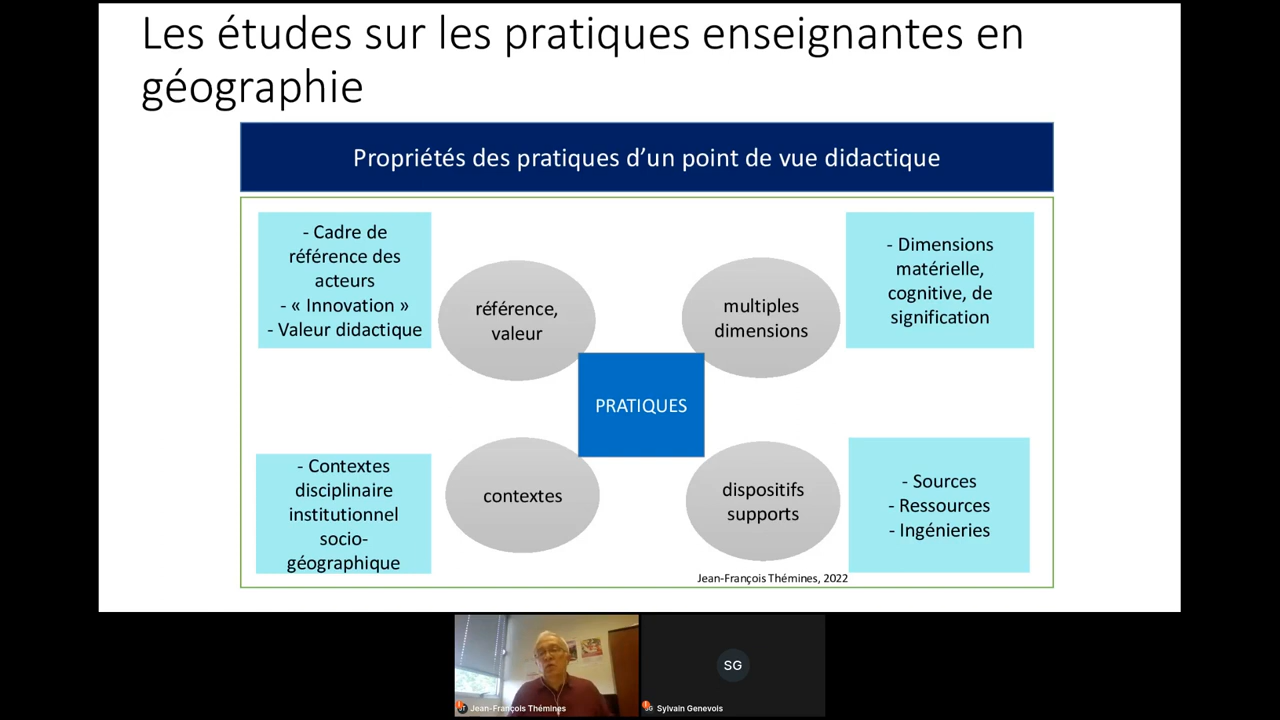 Les études sur les pratiques enseignantes en
géographie
Propriétés des pratiques d’un point de vue didactique
- Cadre de
référence des
acteurs
- « Innovation »
- Valeur didactique
référence,
valeur
multiples
dimensions
- Dimensions
matérielle,
cognitive, de
signification
PRATIQUES
- Contextes
disciplinaire
institutionnel
socio-
géographique
contextes
dispositifs
supports
- Sources
- Ressources
- Ingénieries
Jean-François Thémines, 2022
SG
Jean-François Thémines
Sylvain Genevois